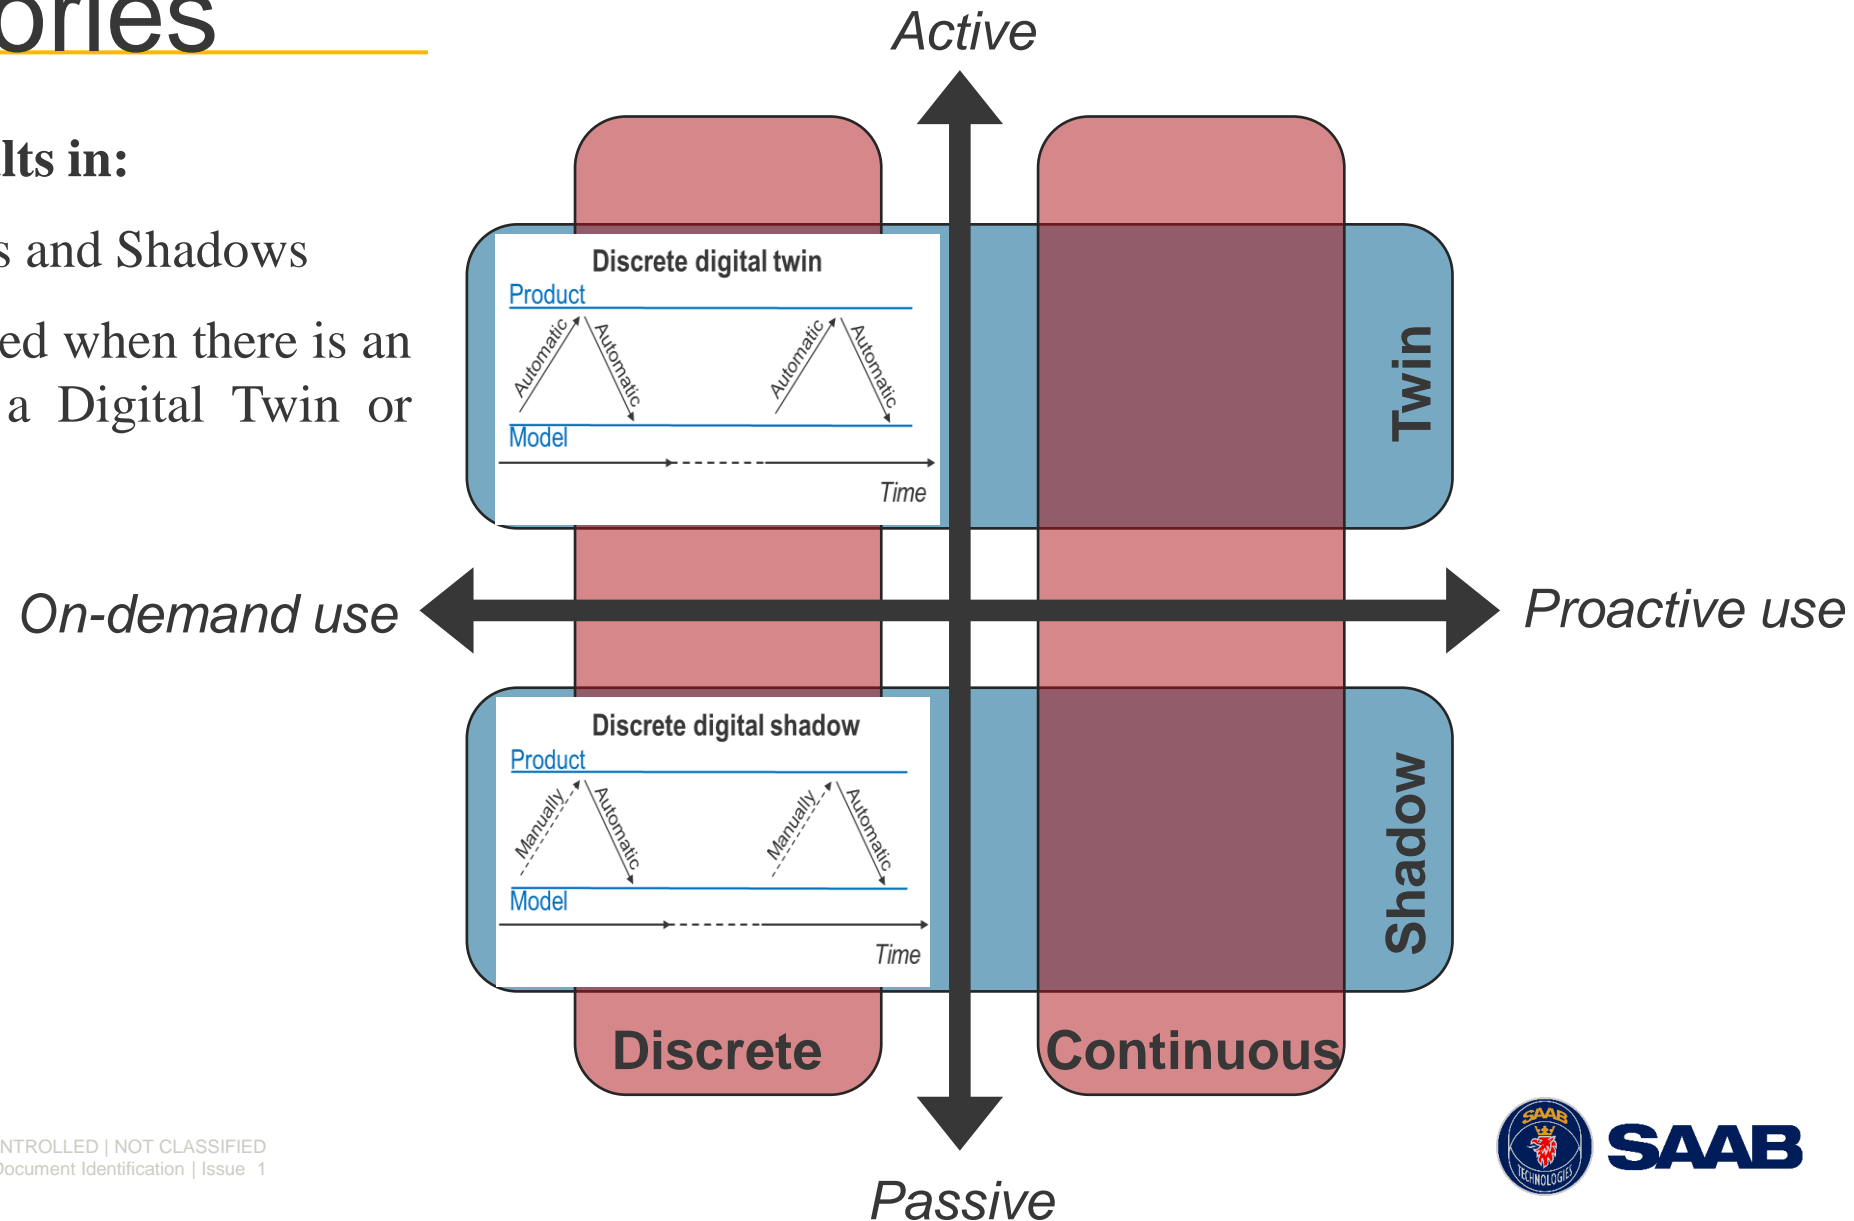 ories
lts in:
s and Shadows
ed when there is an
a Digital Twin or
Active
Discrete digital twin
Product
Automatic
Automatic
Automatic
Automatic
Model
Time
Twin
On-demand use
Proactive use
Discrete digital shadow
Product
Manually
Automatic
Manually
Automatic
Model
Time
Shadow
Discrete
Continuous
Passive
NTROLLED | NOT CLASSIFIED
Document Identification | Issue 1
SAAB
TECHNOLOGIES
SAAB